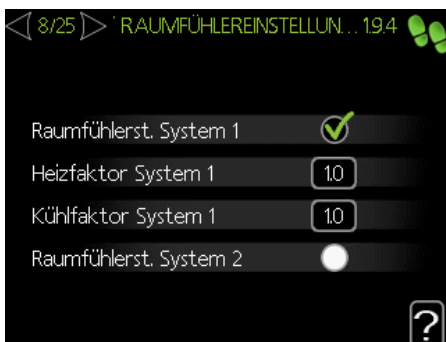 8/25 RAUMFÜHLEREINSTELLUN... 1.9.4
Raumfühlerst. System 1
Heizfaktor System 1 1.0
Kühlfaktor System 1 1.0
Raumfühlerst. System 2
?